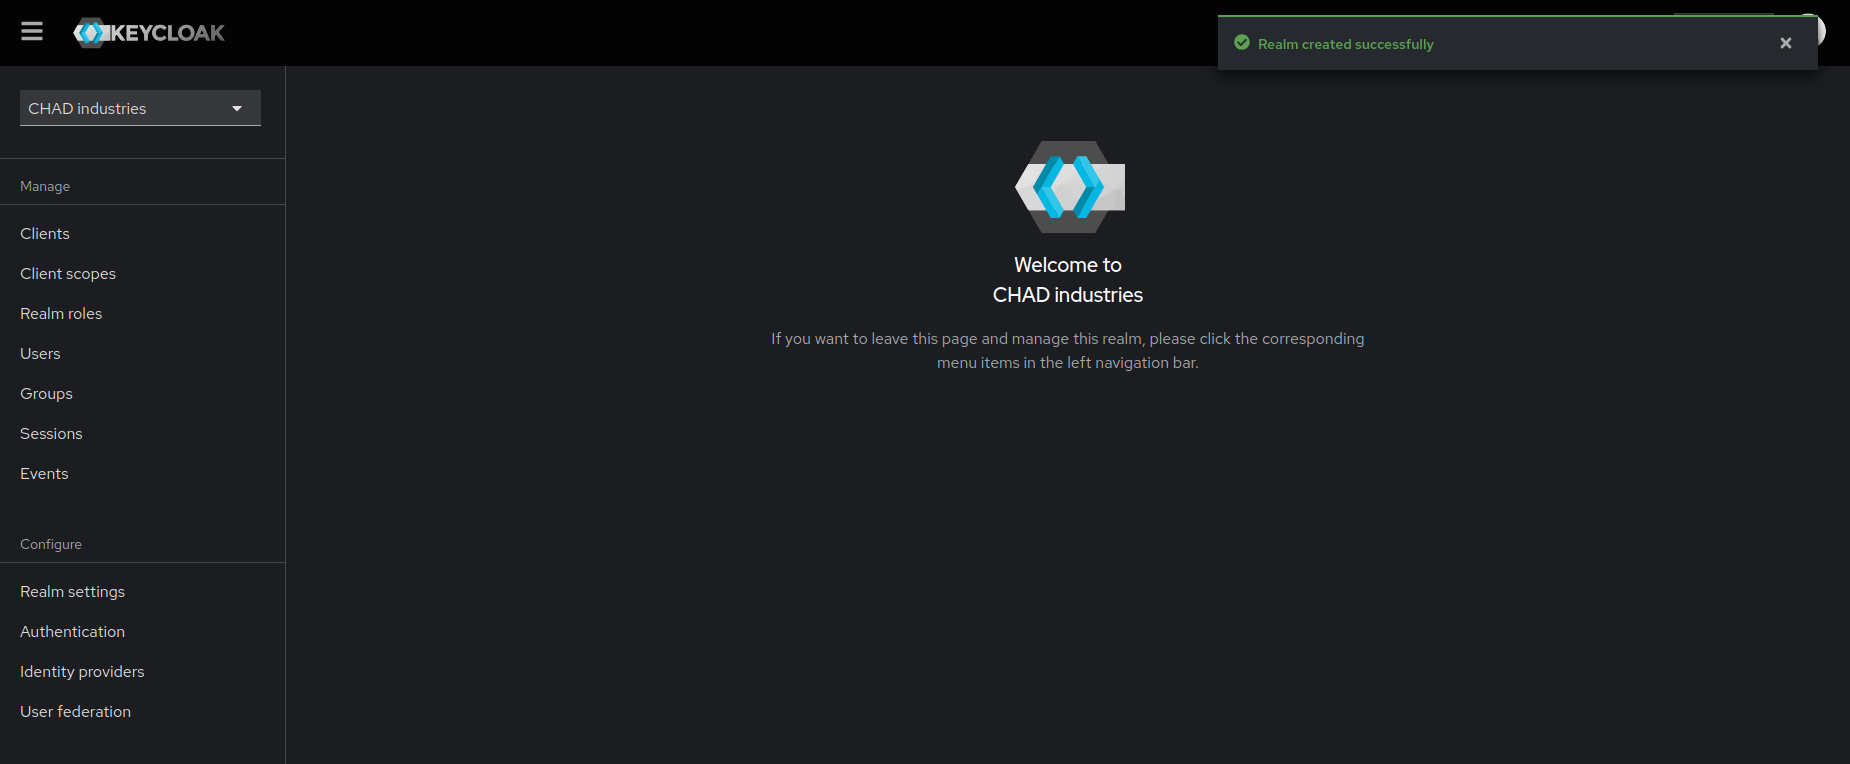 KEYCLOAK
Realm created successfully
CHAD industries
Manage
Clients
Client scopes
Realm roles
Users
Groups
Sessions
Events
Configure
Realm settings
Authentication
Identity providers
User federation
Welcome to
CHAD industries
If you want to leave this page and manage this realm, please click the corresponding
menu items in the left navigation bar.